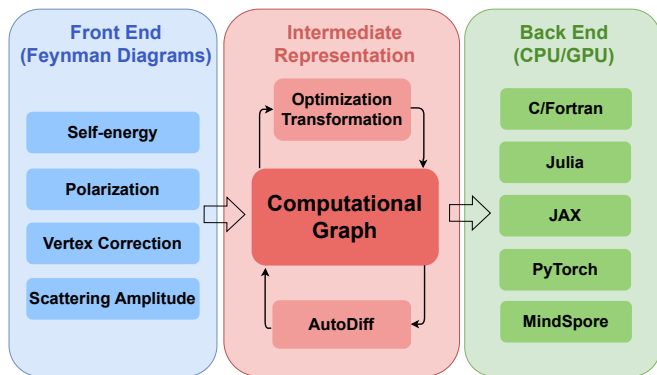 Front End
(Feynman Diagrams)
Self-energy
Polarization
Vertex Correction
Scattering Amplitude
Intermediate
Representation
Optimization
Transformation
Computational
Graph
AutoDiff
Back End
(CPU/GPU)
C/Fortran
Julia
JAX
PyTorch
MindSpore